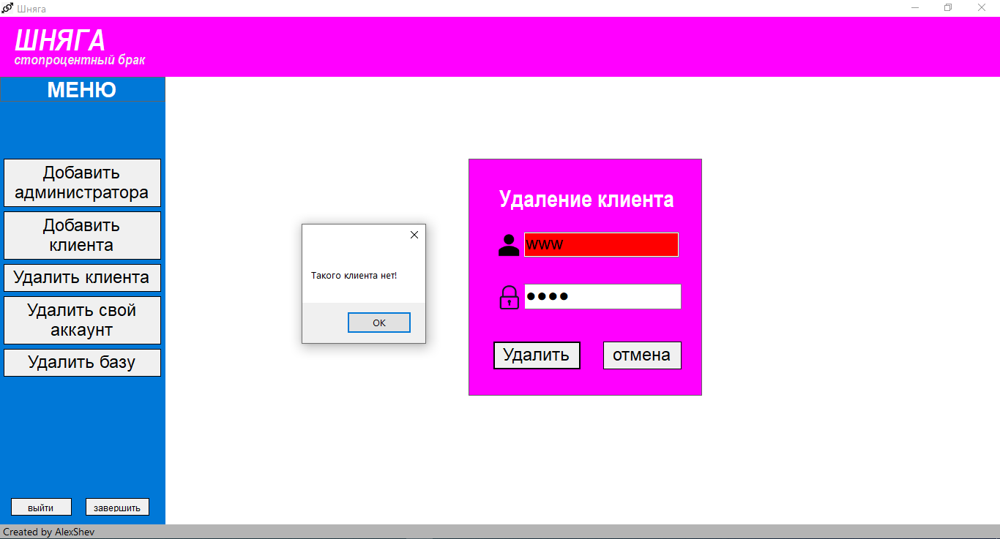 Шняга
ШНЯГА
стопроцентный брак
МЕНЮ
Добавить
администратора
Добавить
клиента
Удалить клиента
Удалить свой
аккаунт
Удалить базу
выйти
завершить
Такого клиента нет!
OK
Удаление клиента
www
Удалить
отмена
Created by AlexShev